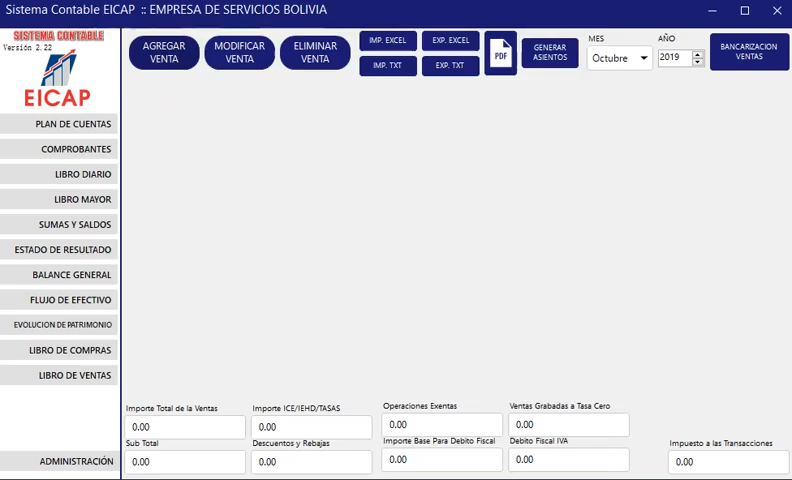 Sistema Contable EICAP :: EMPRESA DE SERVICIOS BOLIVIA
SISTEMA CONTABLE
Versión 2.22
EICAP
PLAN DE CUENTAS
COMPROBANTES
LIBRO DIARIO
LIBRO MAYOR
SUMAS Y SALDOS
ESTADO DE RESULTADO
BALANCE GENERAL
FLUJO DE EFECTIVO
EVOLUCION DE PATRIMONIO
LIBRO DE COMPRAS
LIBRO DE VENTAS
ADMINISTRACIÓN
AGREGAR
VENTA
MODIFICAR
VENTA
ELIMINAR
VENTA
IMP. EXCEL
EXP. EXCEL
IMP. TXT
EXP. TXT
PDF
GENERAR
ASIENTOS
MES
Octubre
AÑO
2019
BANCARIZACION
VENTAS
Importe Total de la Ventas
0.00
Importe ICE/IEHD/TASAS
0.00
Operaciones Exentas
0.00
Ventas Grabadas a Tasa Cero
0.00
Sub Total
0.00
Descuentos y Rebajas
0.00
Importe Base Para Debito Fiscal
0.00
Debito Fiscal IVA
0.00
Impuesto a las Transacciones
0.00